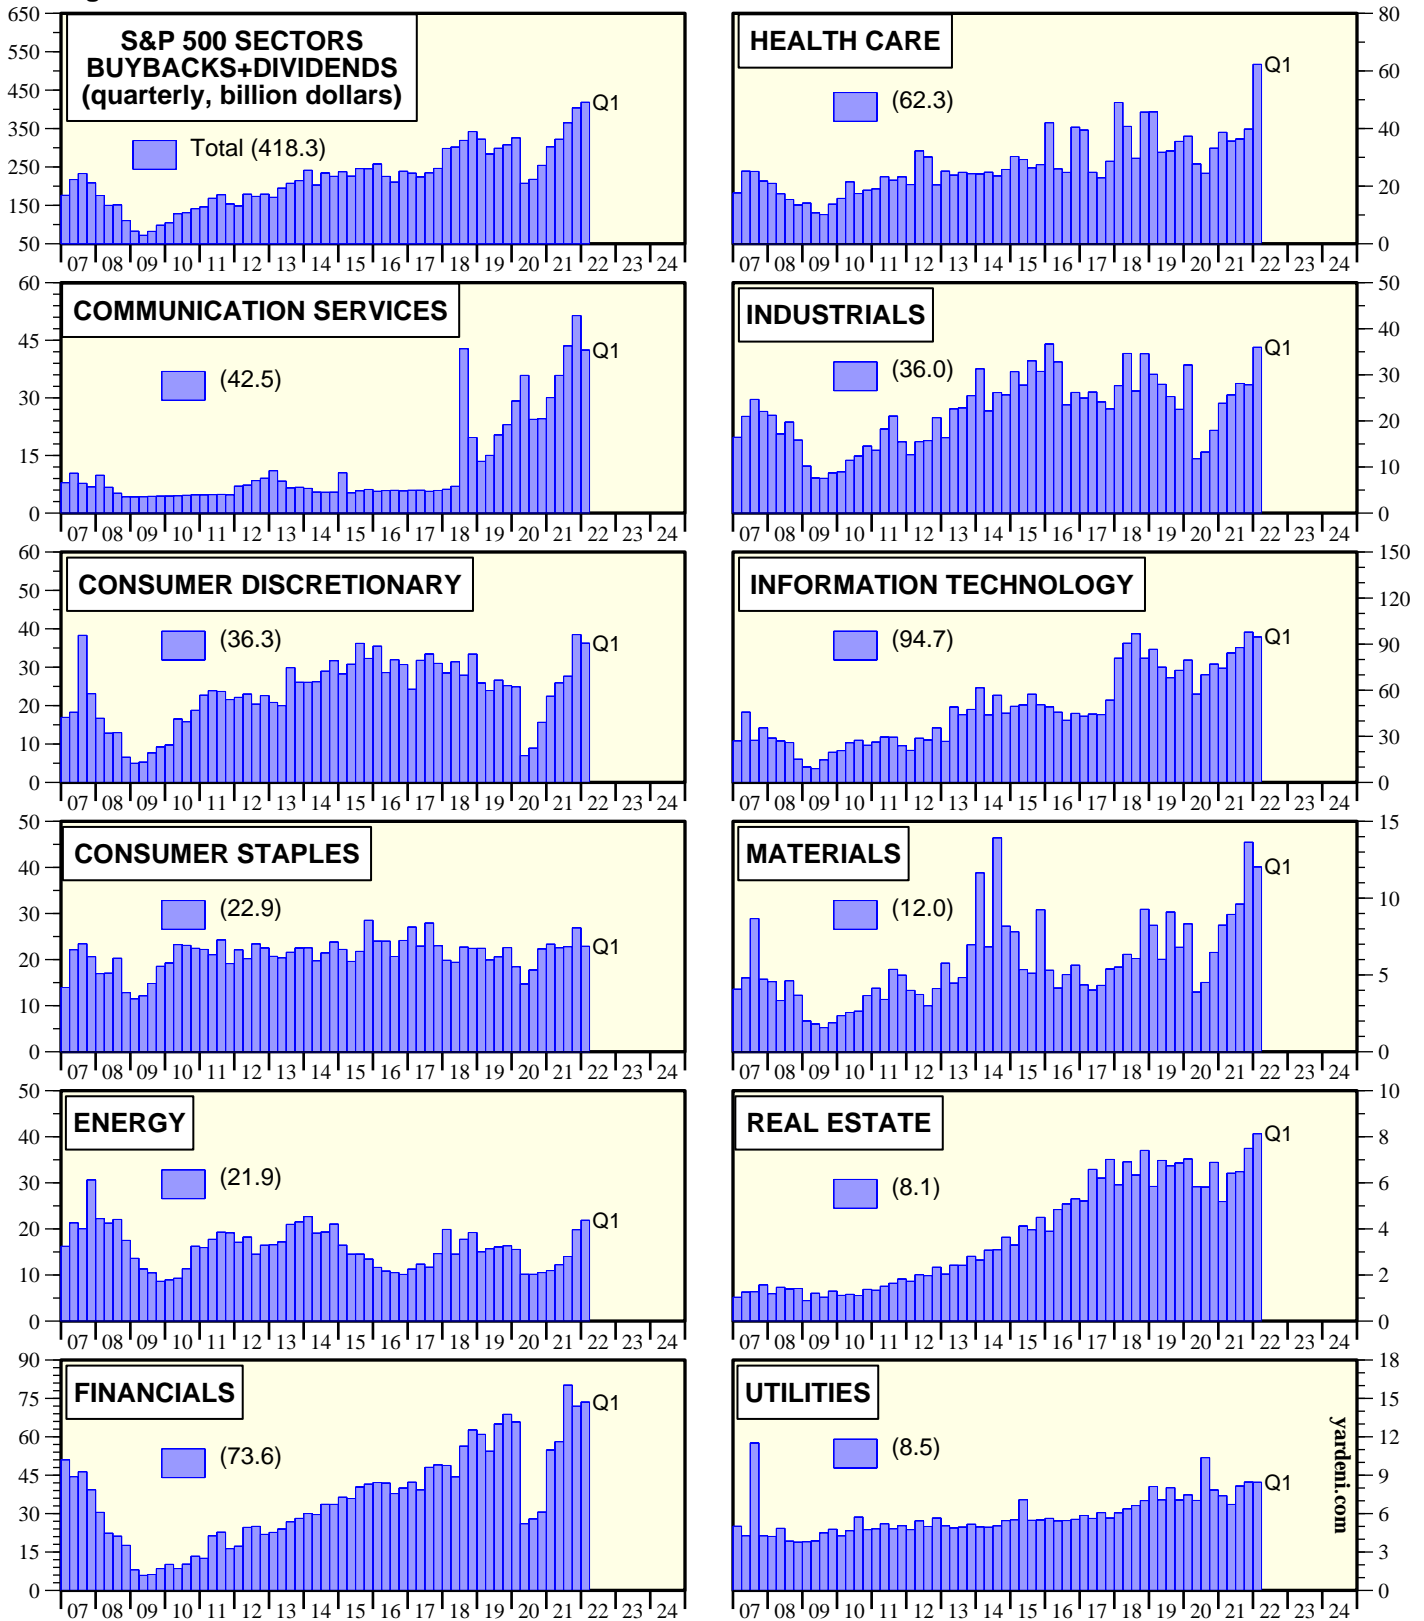 650
550
450
350
250
150
50
S&P 500 SECTORS
BUYBACKS+DIVIDENDS
(quarterly, billion dollars)
Total (418.3)
Q1
07 08 09 10 11 12 13 14 15 16 17 18 19 20 21 22 23 24
HEALTH CARE
(62.3)
Q1
80
60
40
20
0
07 08 09 10 11 12 13 14 15 16 17 18 19 20 21 22 23 24
60
45
30
15
0
COMMUNICATION SERVICES
(42.5)
Q1
07 08 09 10 11 12 13 14 15 16 17 18 19 20 21 22 23 24
INDUSTRIALS
(36.0)
Q1
50
40
30
20
10
0
07 08 09 10 11 12 13 14 15 16 17 18 19 20 21 22 23 24
60
50
40
30
20
10
0
CONSUMER DISCRETIONARY
(36.3)
Q1
07 08 09 10 11 12 13 14 15 16 17 18 19 20 21 22 23 24
INFORMATION TECHNOLOGY
(94.7)
Q1
150
120
90
60
30
0
07 08 09 10 11 12 13 14 15 16 17 18 19 20 21 22 23 24
50
40
30
20
10
0
CONSUMER STAPLES
(22.9)
Q1
07 08 09 10 11 12 13 14 15 16 17 18 19 20 21 22 23 24
MATERIALS
(12.0)
Q1
15
10
5
0
07 08 09 10 11 12 13 14 15 16 17 18 19 20 21 22 23 24
50
40
30
20
10
0
ENERGY
(21.9)
Q1
07 08 09 10 11 12 13 14 15 16 17 18 19 20 21 22 23 24
REAL ESTATE
(8.1)
Q1
10
8
6
4
2
0
07 08 09 10 11 12 13 14 15 16 17 18 19 20 21 22 23 24
90
75
60
45
30
15
0
FINANCIALS
(73.6)
Q1
07 08 09 10 11 12 13 14 15 16 17 18 19 20 21 22 23 24
UTILITIES
(8.5)
Q1
yardeni.com
18
15
12
9
6
3
0
07 08 09 10 11 12 13 14 15 16 17 18 19 20 21 22 23 24